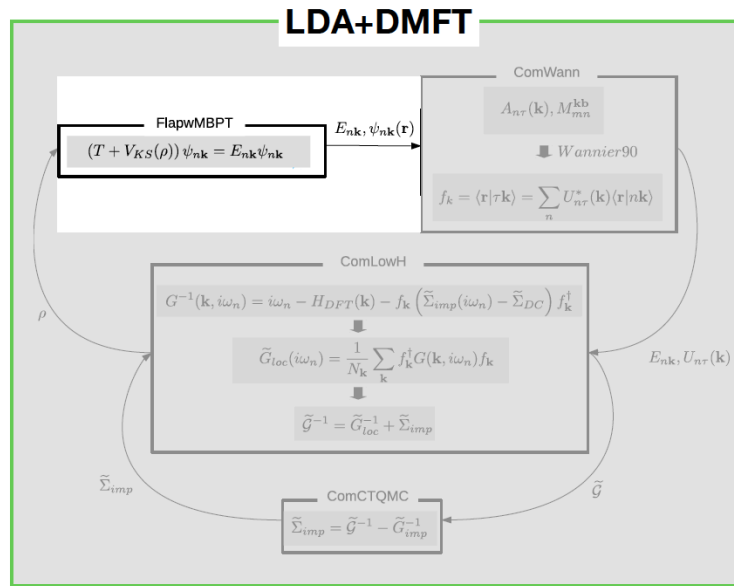 LDA+DMFT
ComWann
A_{nτ}(𝐤), M_{mn}^{𝐤𝐛}
FlapwMBPT
E_{n𝐤}, ψ_{n𝐤}(𝐫)
(T + V_{KS}(ρ)) ψ_{n𝐤} = E_{n𝐤}ψ_{n𝐤}
Wannier90
f_k = ⟨𝐫|τ𝐤⟩ = ∑_n U*_{nτ}(𝐤)⟨𝐫|n𝐤⟩
ComLowH
G^{-1}(𝐤, iω_n) = iω_n − H_{DFT}(𝐤) − f_𝐤 (Σ̃_{imp}(iω_n) − Σ̃_{DC}) f_𝐤^†
ρ
G̃_{loc}(iω_n) = 1/N_𝐤 ∑_𝐤 f_𝐤^† G(𝐤, iω_n) f_𝐤
E_{n𝐤}, U_{nτ}(𝐤)
𝒢̃^{-1} = G̃_{loc}^{-1} + Σ̃_{imp}
Σ̃_{imp}
𝒢̃
ComCTQMC
Σ̃_{imp} = 𝒢̃^{-1} − G̃_{imp}^{-1}